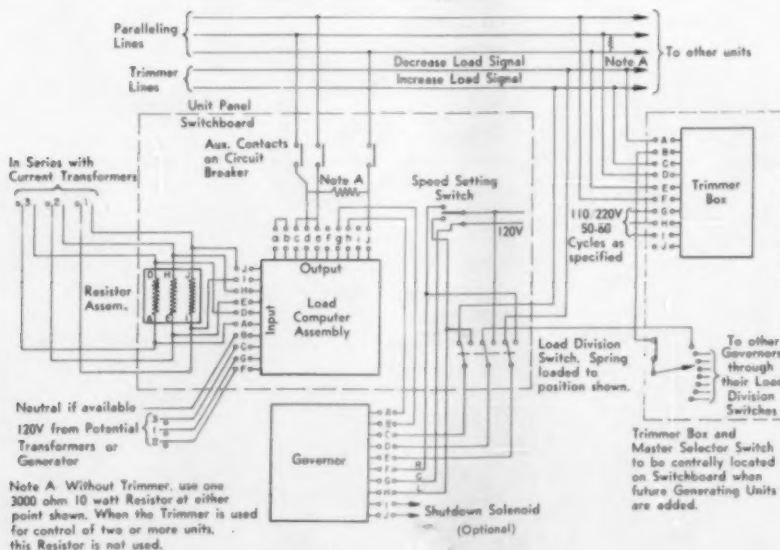 Paralleling
Lines
Trimmer
Lines
Decrease Load Signal
Increase Load Signal
Note A
To other units
Unit Panel
Switchboard
Aux. Contacts
on Circuit
Breaker
Note A
Speed Setting
Switch
120V
In Series with
Current Transformers
3 2 1
Resistor
Assem.
D H J
A
a b c d e f g h i j
Output
Input
Load
Computer
Assembly
J
I
H
E
D
A
B
C
G
F
Trimmer
Box
A
B
C
D
E
F
G
H
I
J
110/220V
50-60
Cycles as
specified
Load Division
Switch. Spring
loaded to
position shown.
To other
Governors
through
their Load
Division
Switches
Trimmer Box and
Master Selector Switch
to be centrally located
on Switchboard when
future Generating Units
are added.
Neutral if available
120V from Potential
Transformers or
Generator
3
1
2
Governor
A
B
C
D
E
F
G
H
I
J
R
G
L
Shutdown Solenoid
(Optional)
Note A Without Trimmer, use one
3000 ohm 10 watt Resistor at either
point shown. When the Trimmer is used
for control of two or more units,
this Resistor is not used.